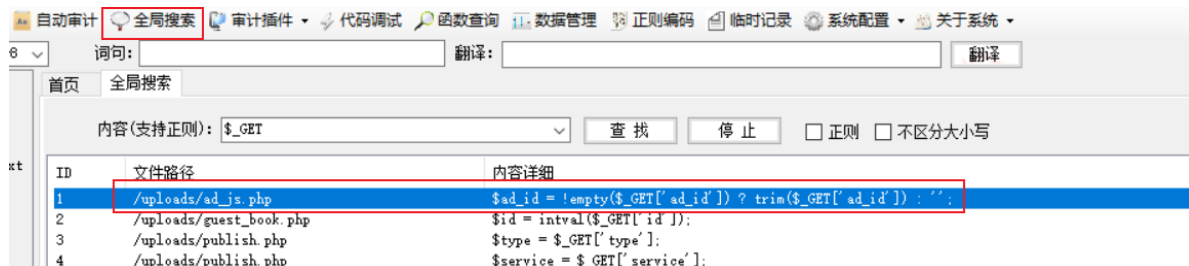 自动审计 全局搜索 审计插件 代码调试 函数查询 数据管理 正则编码 临时记录 系统配置 关于系统
8 词句: 翻译: 翻译
首页 全局搜索
内容(支持正则): $_GET 查 找 停 止 正则 不区分大小写
xt
ID 文件路径 内容详细
1 /uploads/ad_js.php $ad_id = !empty($_GET['ad_id']) ? trim($_GET['ad_id']) : '';
2 /uploads/guest_book.php $id = intval($_GET['id']);
3 /uploads/publish.php $type = $_GET['type'];
4 /uploads/publish.php $service = $_GET['service'];